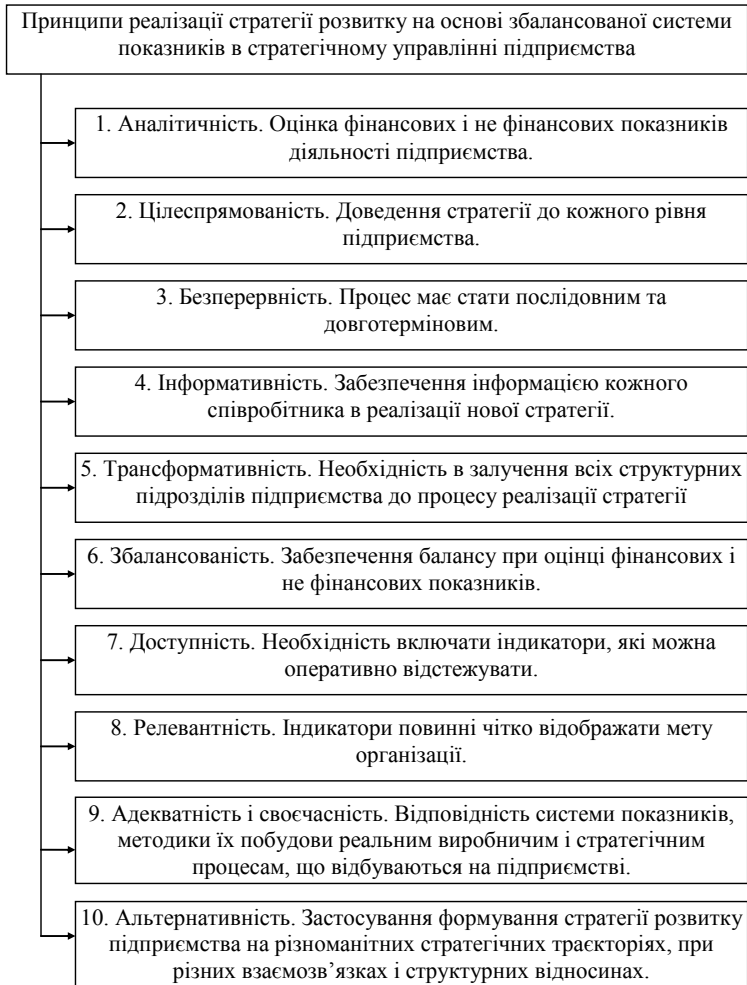 Принципи реалізації стратегії розвитку на основі збалансованої системи
показників в стратегічному управлінні підприємства
1. Аналітичність. Оцінка фінансових і не фінансових показників
діяльності підприємства.
2. Цілеспрямованість. Доведення стратегії до кожного рівня
підприємства.
3. Безперервність. Процес має стати послідовним та
довготерміновим.
4. Інформативність. Забезпечення інформацією кожного
співробітника в реалізації нової стратегії.
5. Трансформативність. Необхідність в залучення всіх структурних
підрозділів підприємства до процесу реалізації стратегії
6. Збалансованість. Забезпечення балансу при оцінці фінансових і
не фінансових показників.
7. Доступність. Необхідність включати індикатори, які можна
оперативно відстежувати.
8. Релевантність. Індикатори повинні чітко відображати мету
організації.
9. Адекватність і своєчасність. Відповідність системи показників,
методики їх побудови реальним виробничим і стратегічним
процесам, що відбуваються на підприємстві.
10. Альтернативність. Застосування формування стратегії розвитку
підприємства на різноманітних стратегічних траєкторіях, при
різних взаємозв’язках і структурних відносинах.